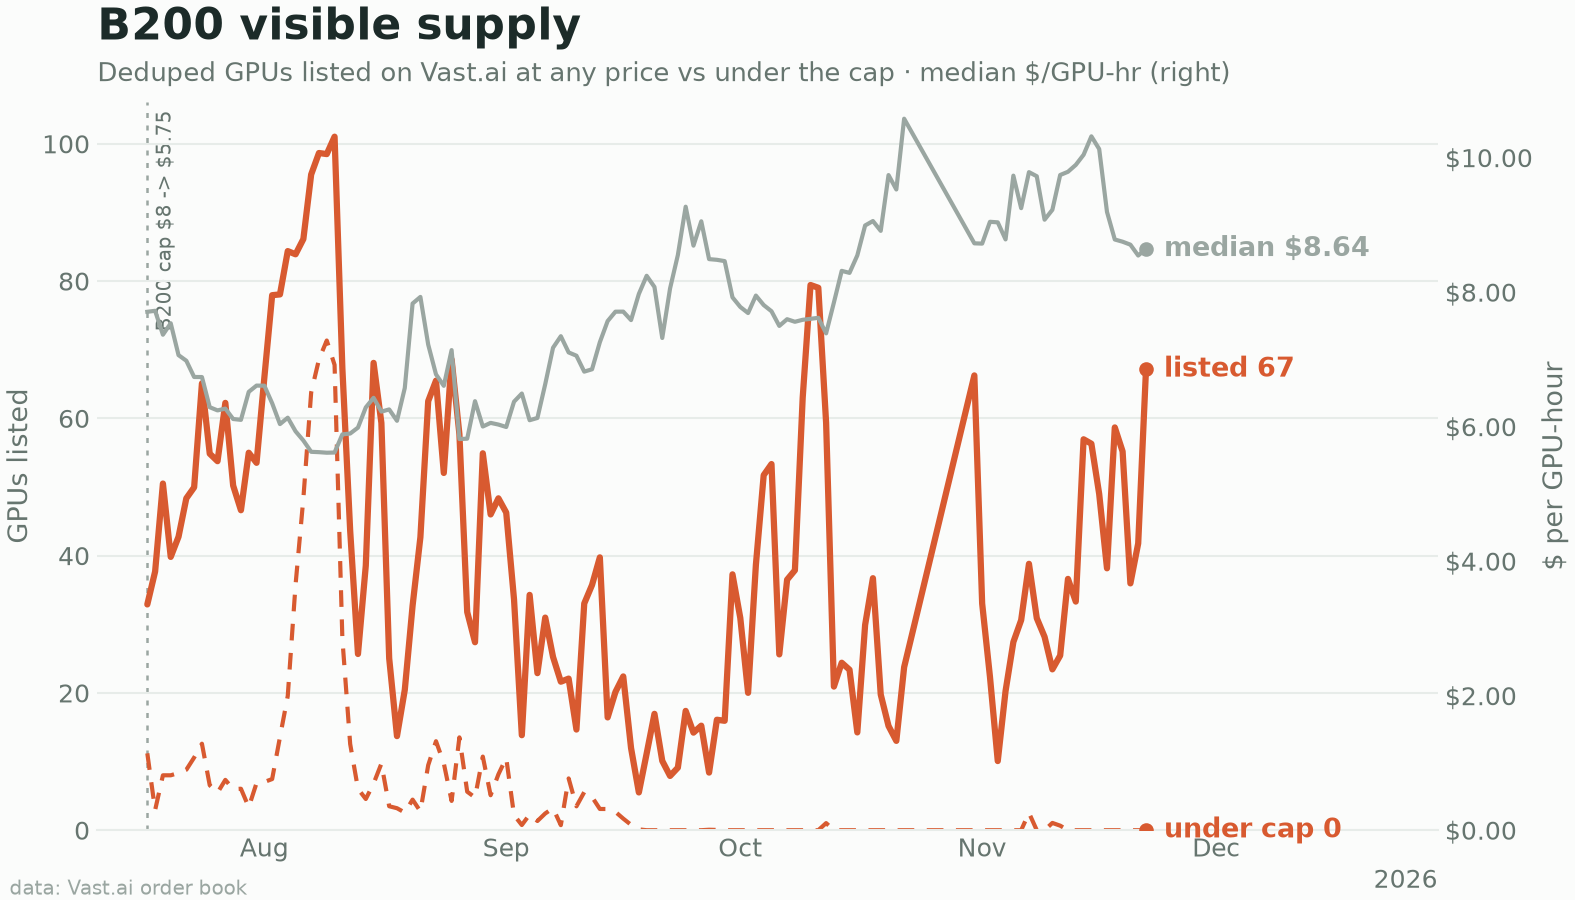 B200 visible supply
Deduped GPUs listed on Vast.ai at any price vs under the cap · median $/GPU-hr (right)
B200 cap $8 -> $5.75
GPUs listed
100
80
60
40
20
0
$10.00
$8.00
$6.00
$4.00
$2.00
$0.00
$ per GPU-hour
median $8.64
listed 67
under cap 0
Aug
Sep
Oct
Nov
Dec
2026
data: Vast.ai order book